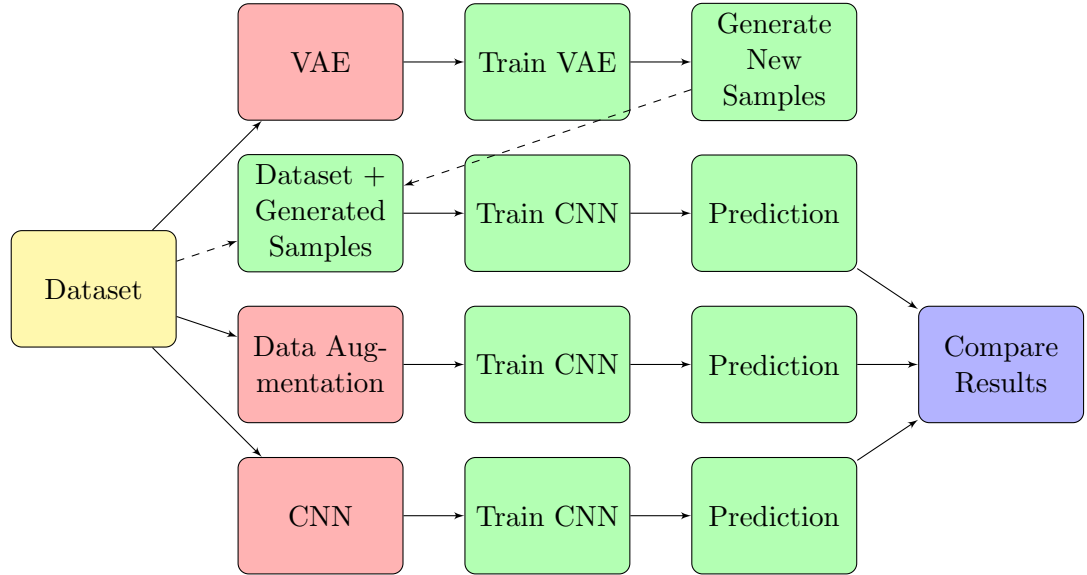 VAE
Train VAE
Generate
New
Samples
Dataset +
Generated
Samples
Train CNN
Prediction
Dataset
Data Aug-
mentation
Train CNN
Prediction
Compare
Results
CNN
Train CNN
Prediction